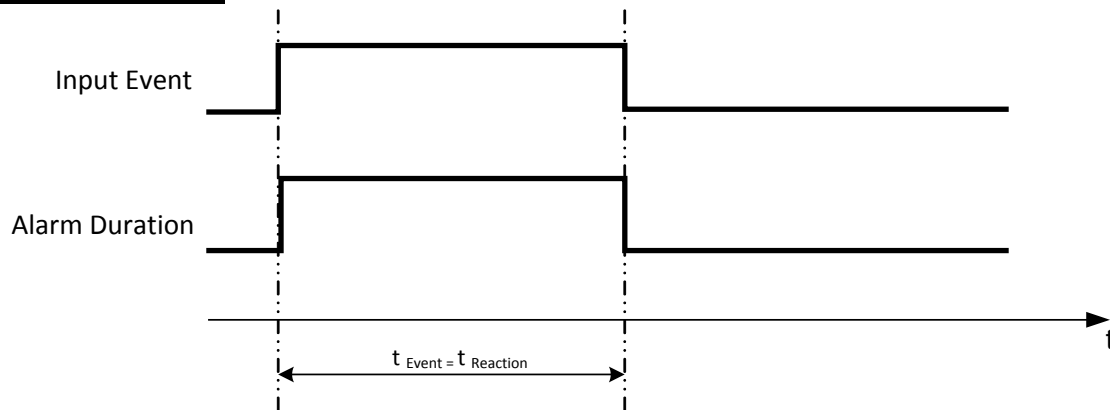 Input Event
Alarm Duration
t
t Event = t Reaction